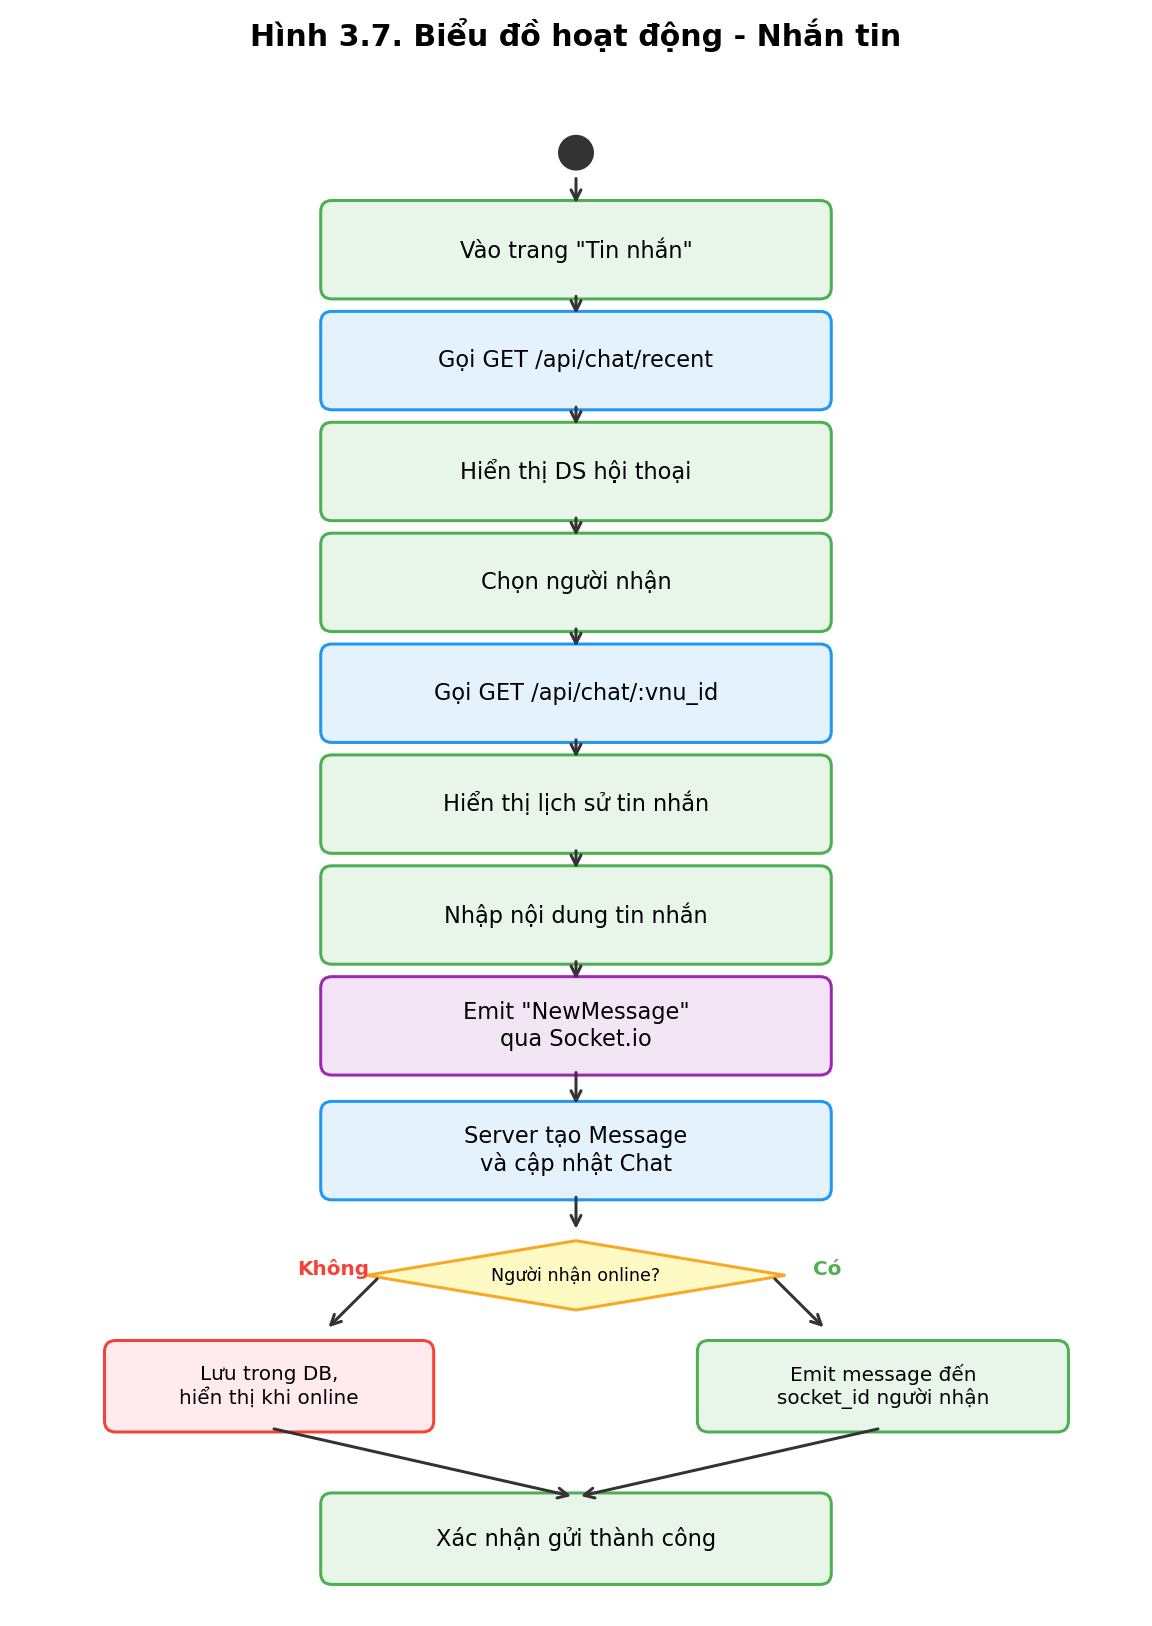 Hình 3.7. Biểu đồ hoạt động - Nhắn tin
Vào trang "Tin nhắn"
Gọi GET /api/chat/recent
Hiển thị DS hội thoại
Chọn người nhận
Gọi GET /api/chat/:vnu_id
Hiển thị lịch sử tin nhắn
Nhập nội dung tin nhắn
Emit "NewMessage"
qua Socket.io
Server tạo Message
và cập nhật Chat
Không
Người nhận online?
Có
Lưu trong DB,
hiển thị khi online
Emit message đến
socket_id người nhận
Xác nhận gửi thành công